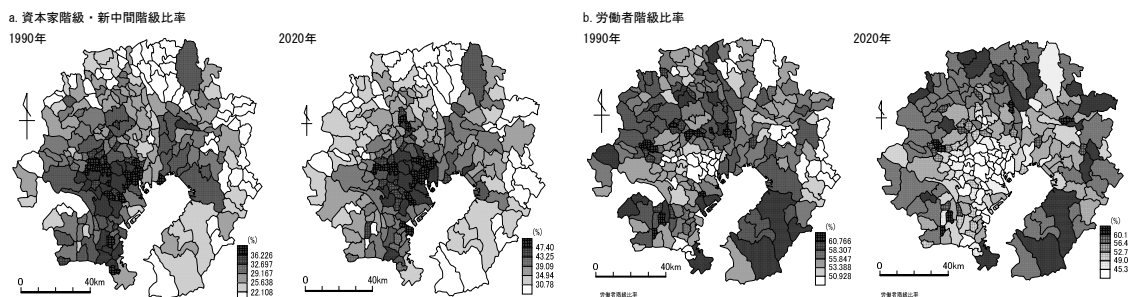 a. 資本家階級・新中間階級比率
1990年
2020年
(%)
36.226
32.697
29.167
25.638
22.108
0
40km
(%)
47.40
43.25
39.09
34.94
30.78
0
40km
b. 労働者階級比率
1990年
2020年
(%)
60.766
58.307
55.847
53.388
50.928
0
40km
労働者階級比率
(%)
60.1
56.4
52.7
49.0
45.3
0
40km
労働者階級比率